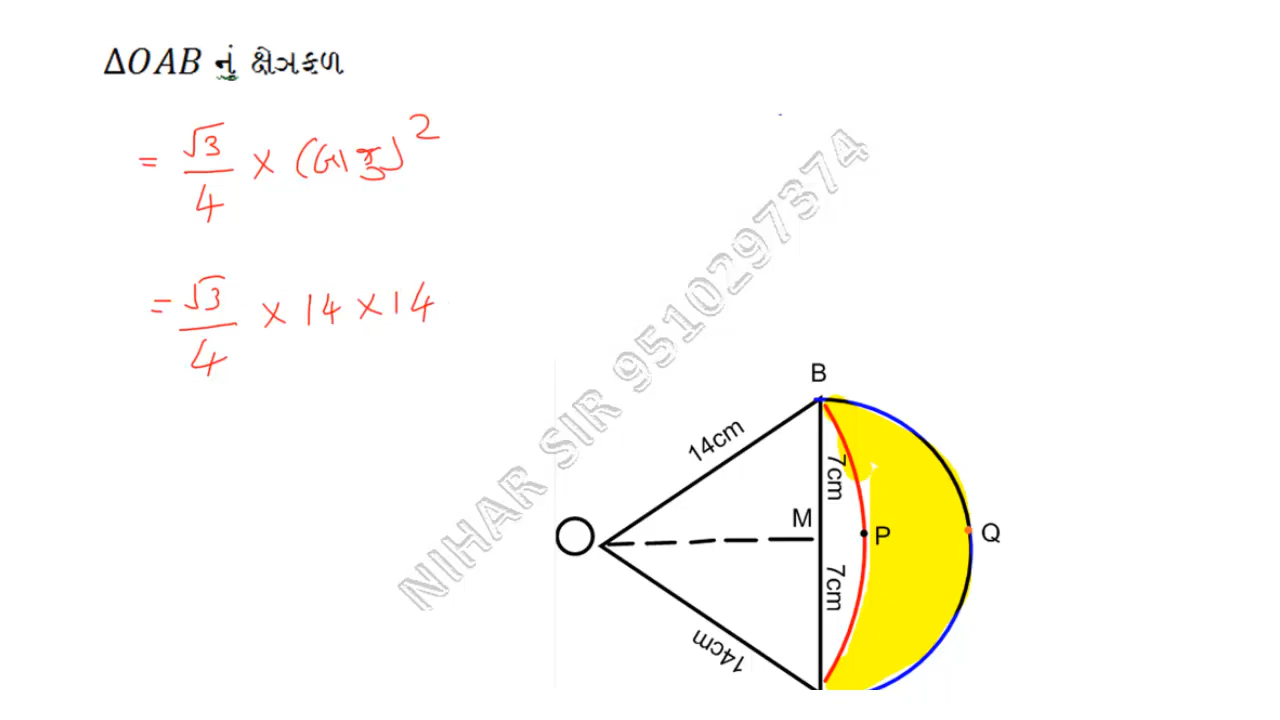 ΔOAB નું ક્ષેત્રફળ
= √3/4 × (બાજુ)²
= √3/4 × 14 × 14
NIHAR SIR 9510297374
B
14cm
7cm
M
P
Q
O
7cm
14cm